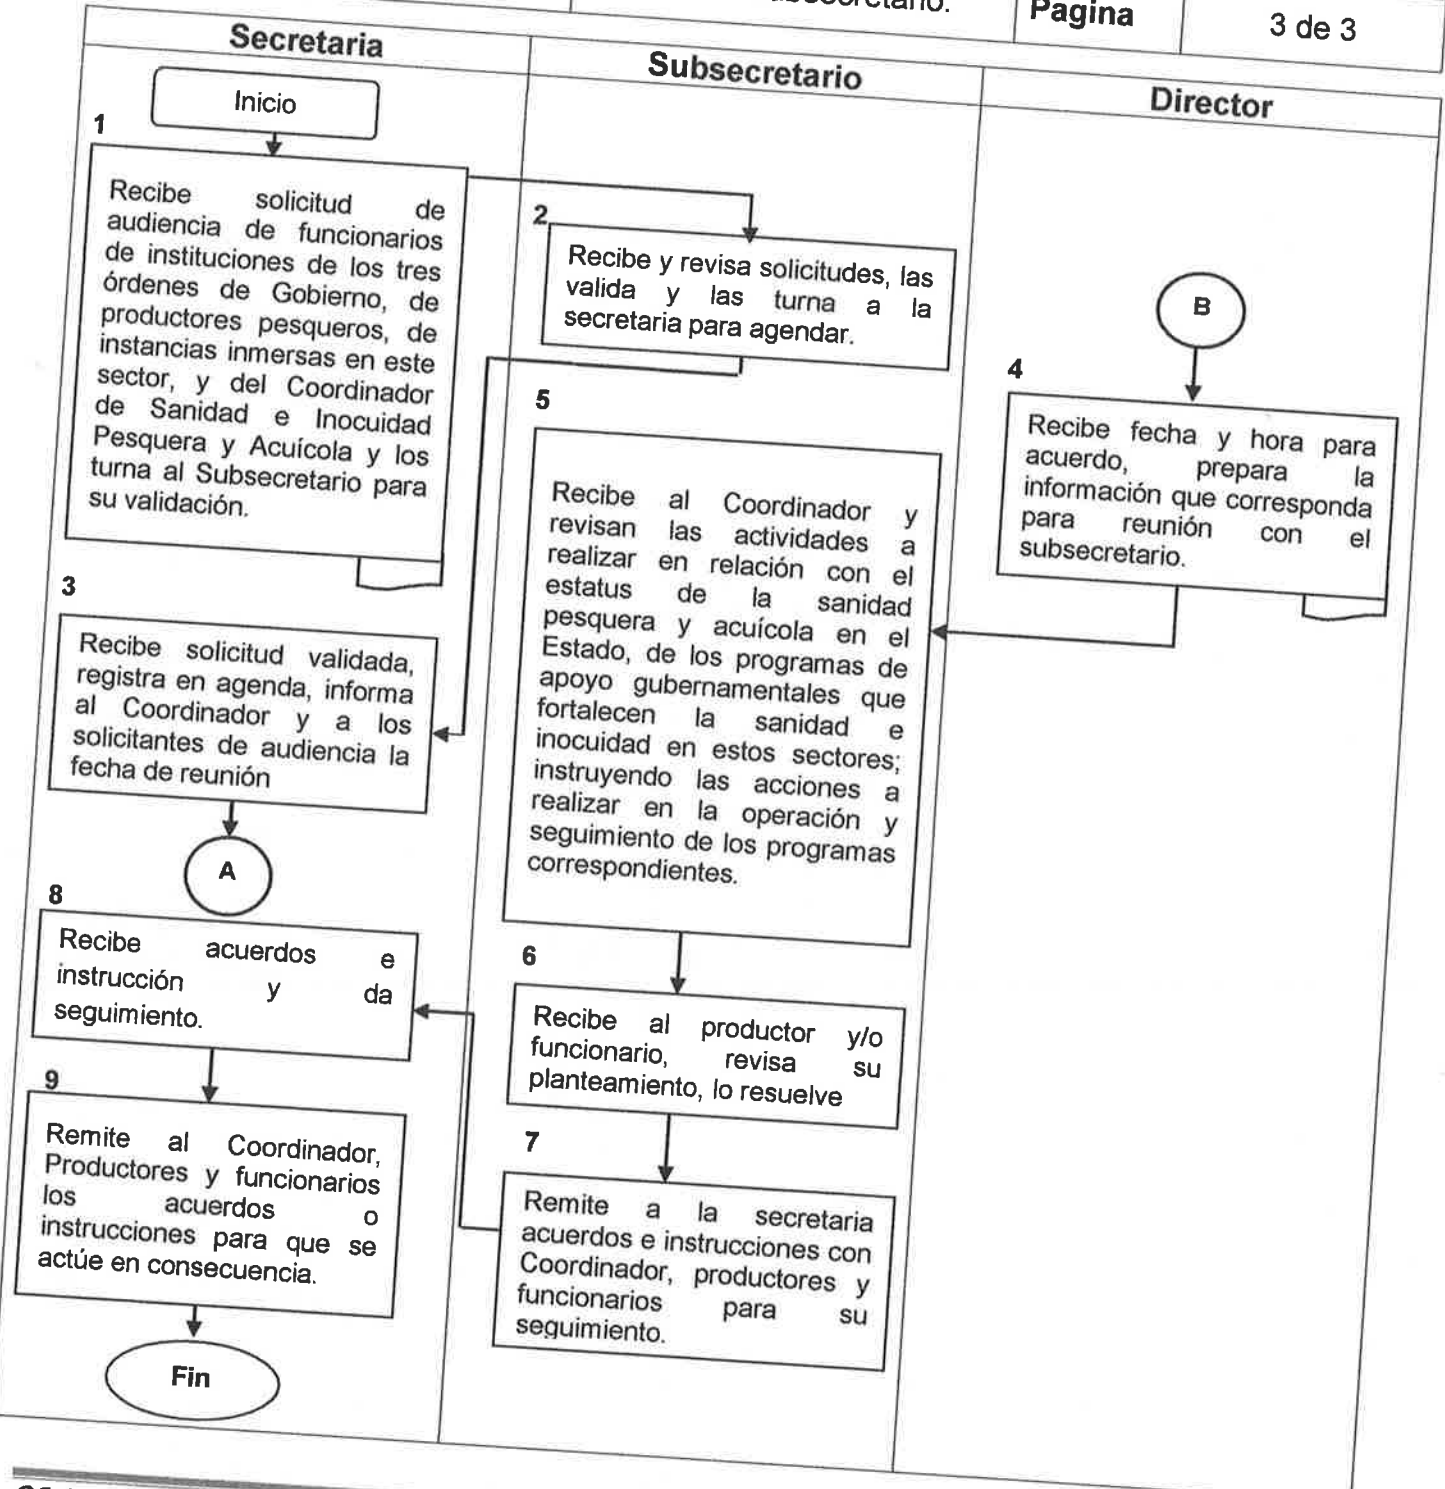 Pagina
3 de 3
Secretaria
Subsecretario
Director
Inicio
1
Recibe solicitud de
audiencia de funcionarios
de instituciones de los tres
órdenes de Gobierno, de
productores pesqueros, de
instancias inmersas en este
sector, y del Coordinador
de Sanidad e Inocuidad
Pesquera y Acuícola y los
turna al Subsecretario para
su validación.
2
Recibe y revisa solicitudes, las
valida y las turna a la
secretaria para agendar.
3
Recibe solicitud validada,
registra en agenda, informa
al Coordinador y a los
solicitantes de audiencia la
fecha de reunión
A
B
4
Recibe fecha y hora para
acuerdo, prepara la
información que corresponda
para reunión con el
subsecretario.
5
Recibe al Coordinador y
revisan las actividades a
realizar en relación con el
estatus de la sanidad
pesquera y acuícola en el
Estado, de los programas de
apoyo gubernamentales que
fortalecen la sanidad e
inocuidad en estos sectores;
instruyendo las acciones a
realizar en la operación y
seguimiento de los programas
correspondientes.
6
Recibe al productor y/o
funcionario, revisa su
planteamiento, lo resuelve
7
Remite a la secretaria
acuerdos e instrucciones con
Coordinador, productores y
funcionarios para su
seguimiento.
8
Recibe acuerdos e
instrucción y da
seguimiento.
9
Remite al Coordinador,
Productores y funcionarios
los acuerdos o
instrucciones para que se
actúe en consecuencia.
Fin